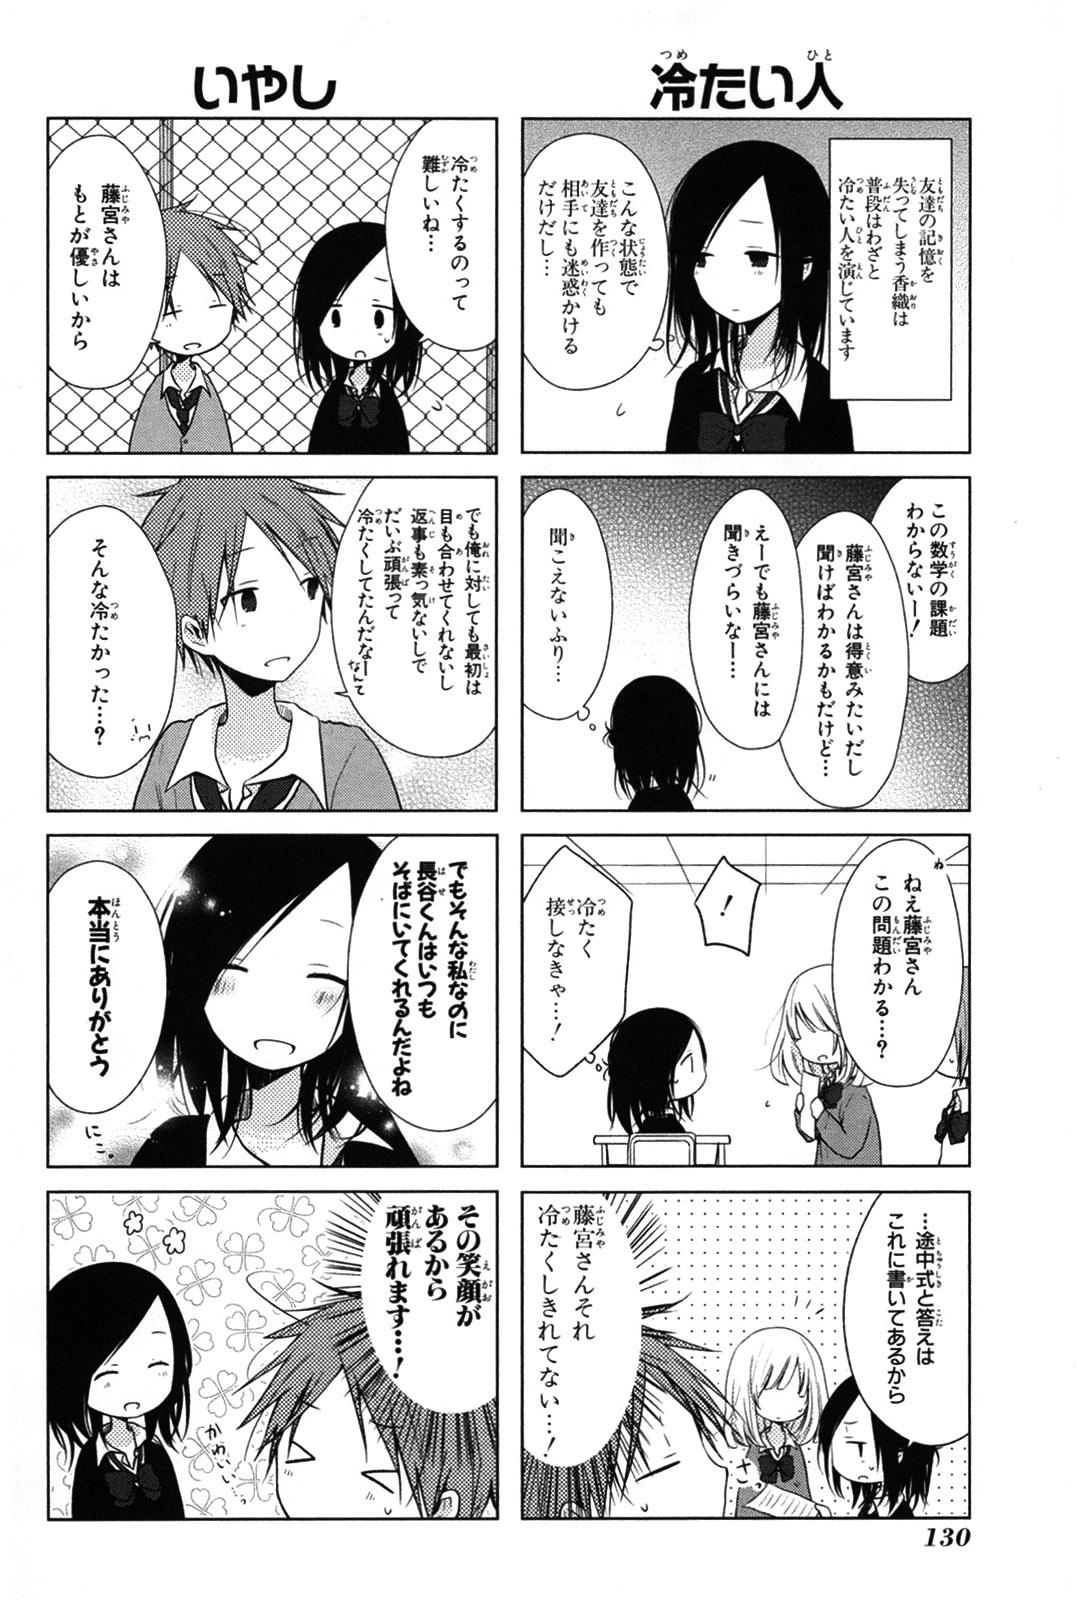 冷たい人
友達の記憶を
失ってしまう香織は
普段はわざと
冷たい人を演じています
こんな状態で
友達を作っても
相手にも迷惑かける
だけだし…
この数学の課題
わからないー!
藤宮さんは得意みたいだし
聞けばわかるかもだけど…
えーでも藤宮さんには
聞きづらいなー…
聞こえないふり…
ね
ねえ藤宮さん
この問題わかる…?
!
冷たく
接しなきゃ…!
…途中式と答えは
これに書いてあるから
さっ
藤宮さんそれ
冷たくしきれてない…!
いやし
冷たくするのって
難しいね…
藤宮さんは
もとが優しいから
でも俺に対しても最初は
目も合わせてくれないし
返事も素っ気ないしで
だいぶ頑張って
冷たくしてたんだなー
なんて
そんな冷たかった…?
でもそんな私なのに
長谷くんはいつも
そばにいてくれるんだよね
本当にありがとう
にこ。
その笑顔が
あるから
頑張れます…!
かわいい。
130